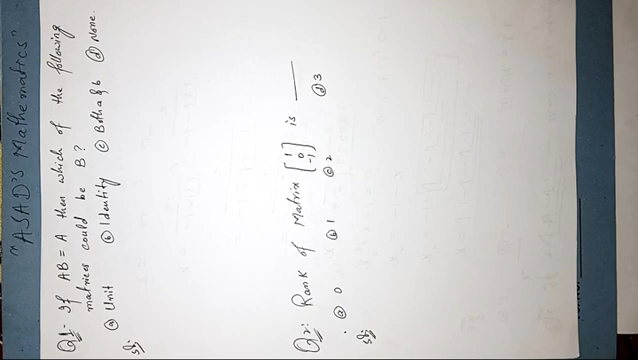 "ASAD'S Mathematics"
Q1:- If AB = A then which of the following
matrices could be B?
ⓐ Unit ⓑ Identity ⓒ Both a & b ⓓ None.
Sol:
Q2: Rank of Matrix [1 0 -1] is ___
ⓐ 0 ⓑ 1 ⓒ 2 ⓓ 3
Sol: